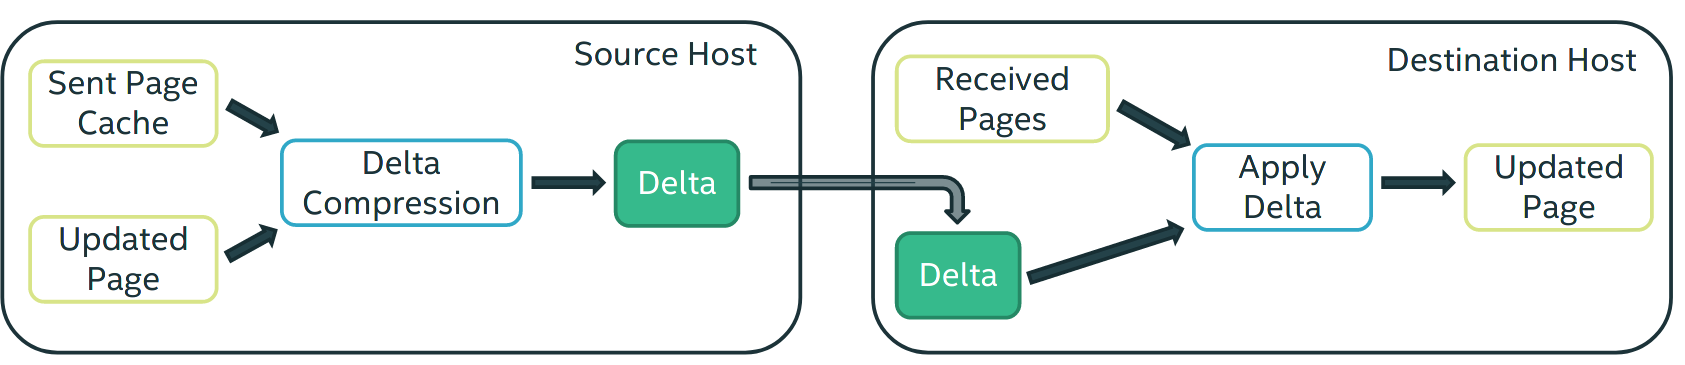 Source Host
Sent Page
Cache
Updated
Page
Delta
Compression
Delta
Destination Host
Received
Pages
Delta
Apply
Delta
Updated
Page